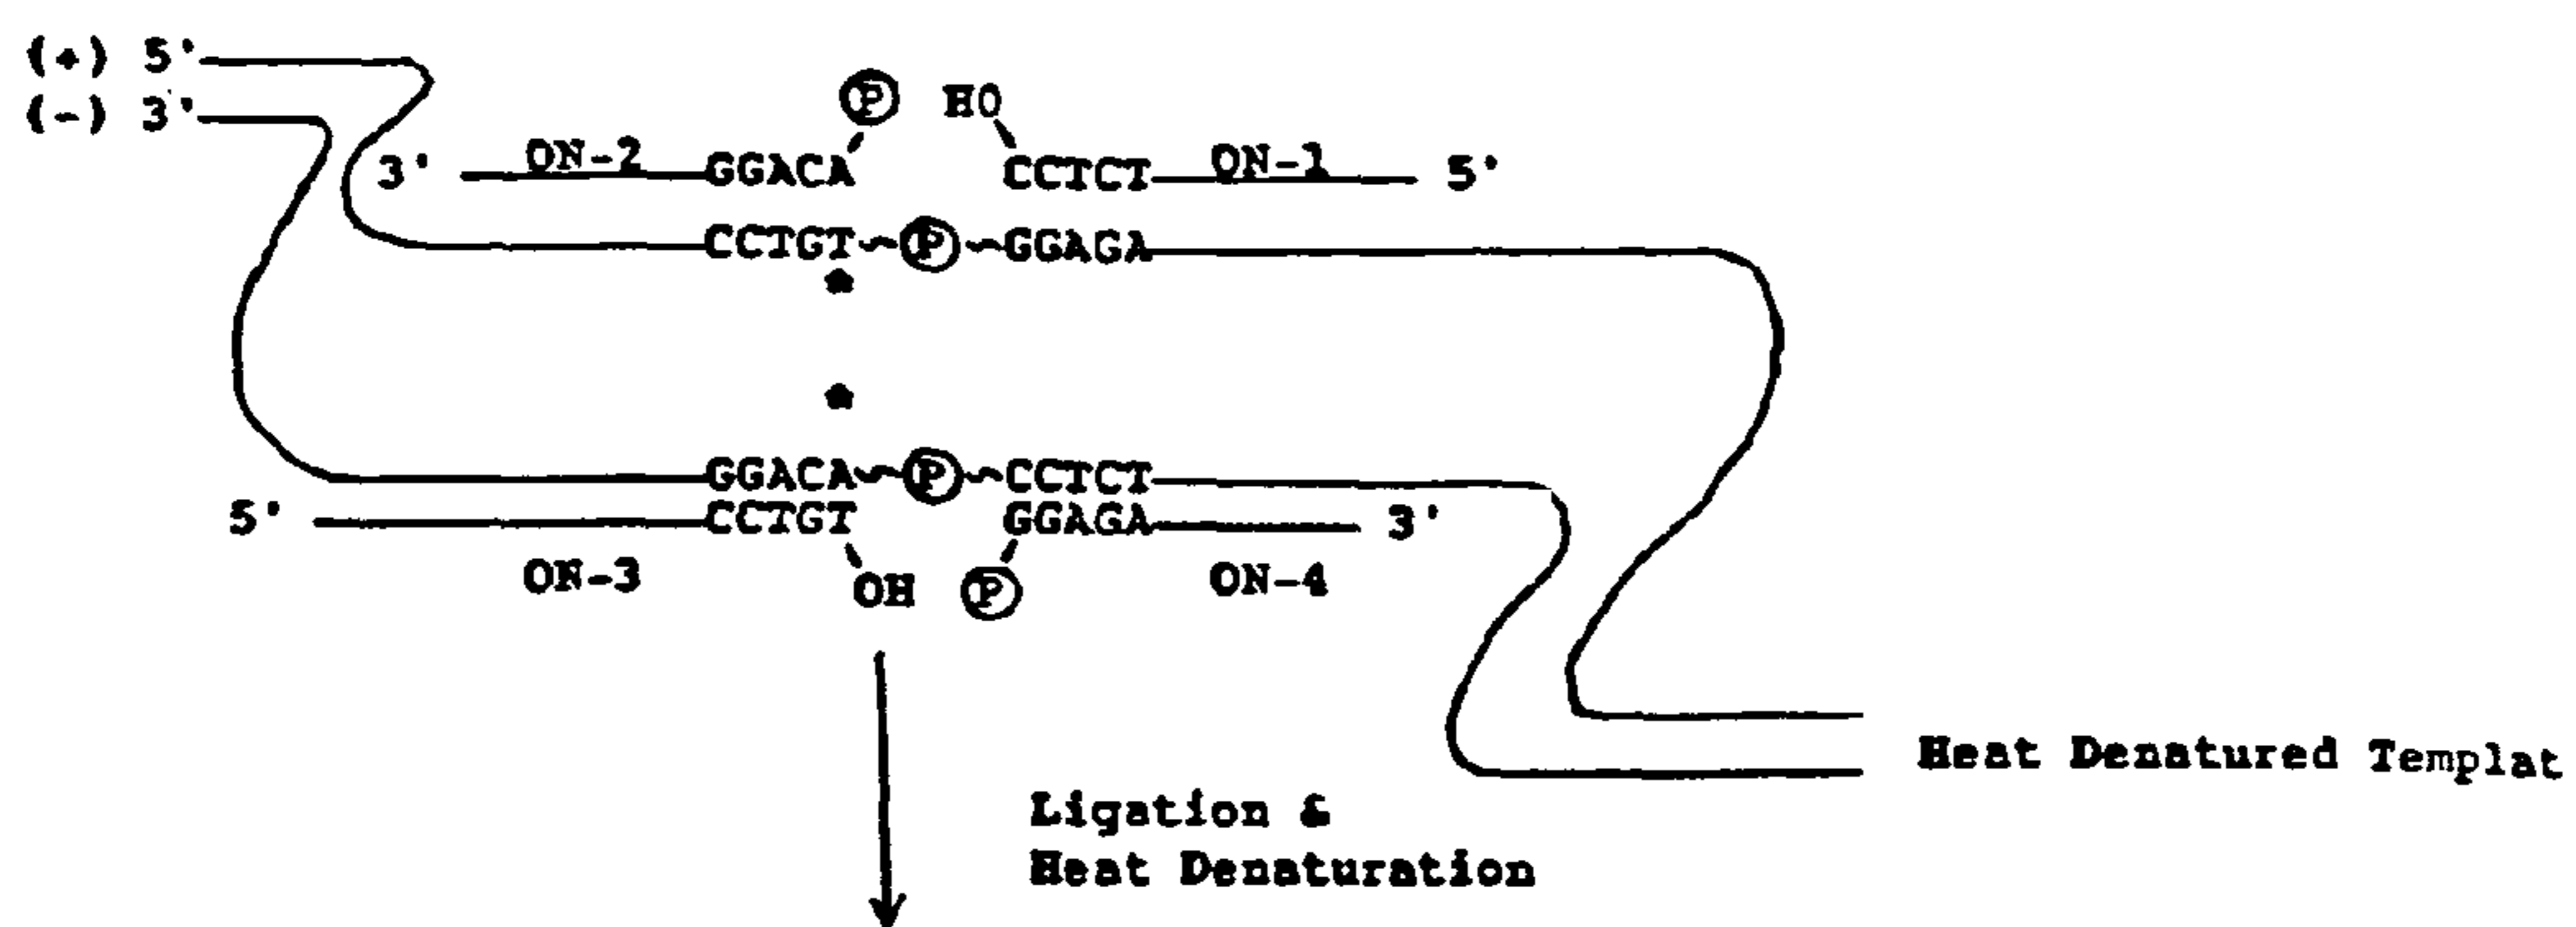 (+) 5'
(-) 3'
P HO
3' ON-2 GGACA CCTCT ON-1 5'
CCTGT~P~GGAGA
*
*
GGACA~P~CCTCT
5' CCTGT GGAGA 3'
ON-3 OH P ON-4
Heat Denatured Templat
Ligation &
Heat Denaturation